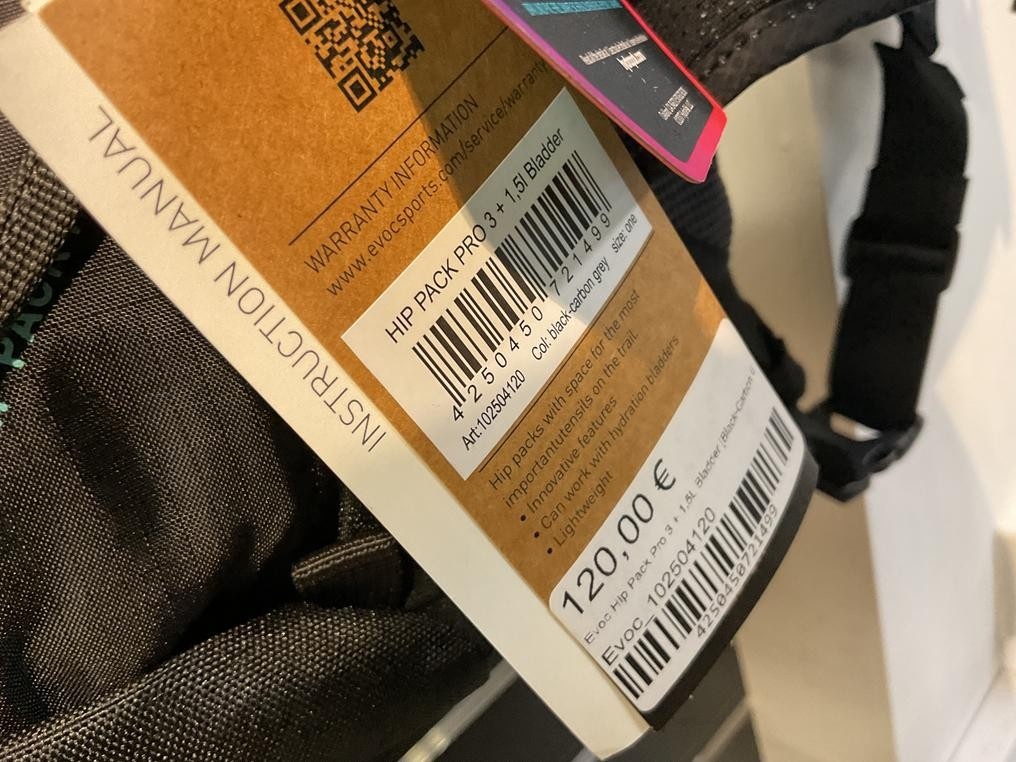 INSTRUCTION MANUAL
WARRANTY INFORMATION
www.evocsports.com/service/warranty
HIP PACK PRO 3 + 1,5l Bladder
4 250450 721499
Art:102504120 Col: black-carbon grey size: one
Hip packs with space for the most
importantutensils on the trail.
• Innovative features
• Can work with hydration bladders
• Lightweight
120,00 €
Evoc Hip Pack Pro 3 + 1,5L Bladder (Black-Carbon G
Evoc_102504120
4250450721499